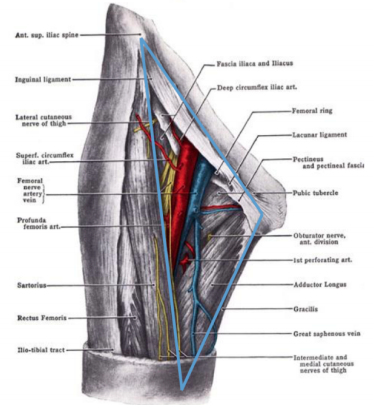 Ant. sup. iliac spine
Inguinal ligament
Lateral cutaneous
nerve of thigh
Superf. circumflex
iliac art.
Femoral
nerve
artery
vein
Profunda
femoris art.
Sartorius
Rectus Femoris
Ilio-tibial tract
Fascia iliaca and Iliacus
Deep circumflex iliac art.
Femoral ring
Lacunar ligament
Pectineus
and pectineal fascia
Pubic tubercle
Obturator nerve,
ant. division
1st perforating art.
Adductor Longus
Gracilis
Great saphenous vein
Intermediate and
medial cutaneous
nerves of thigh